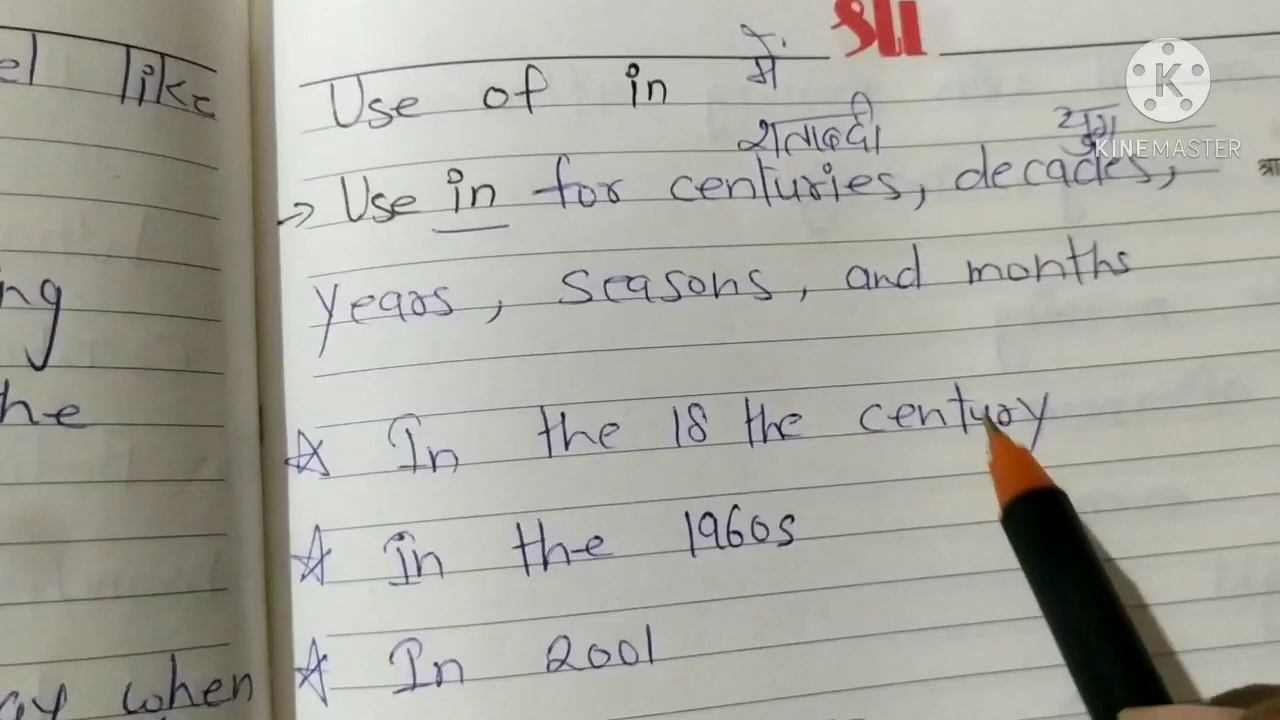 el like
ng
he
ay when
में
Use of in
शताब्दी युग
→ Use in for centuries, decades,
years, seasons, and months
☆ In the 18 the century
☆ In the 1960s
☆ In 2001
K
KINEMASTER